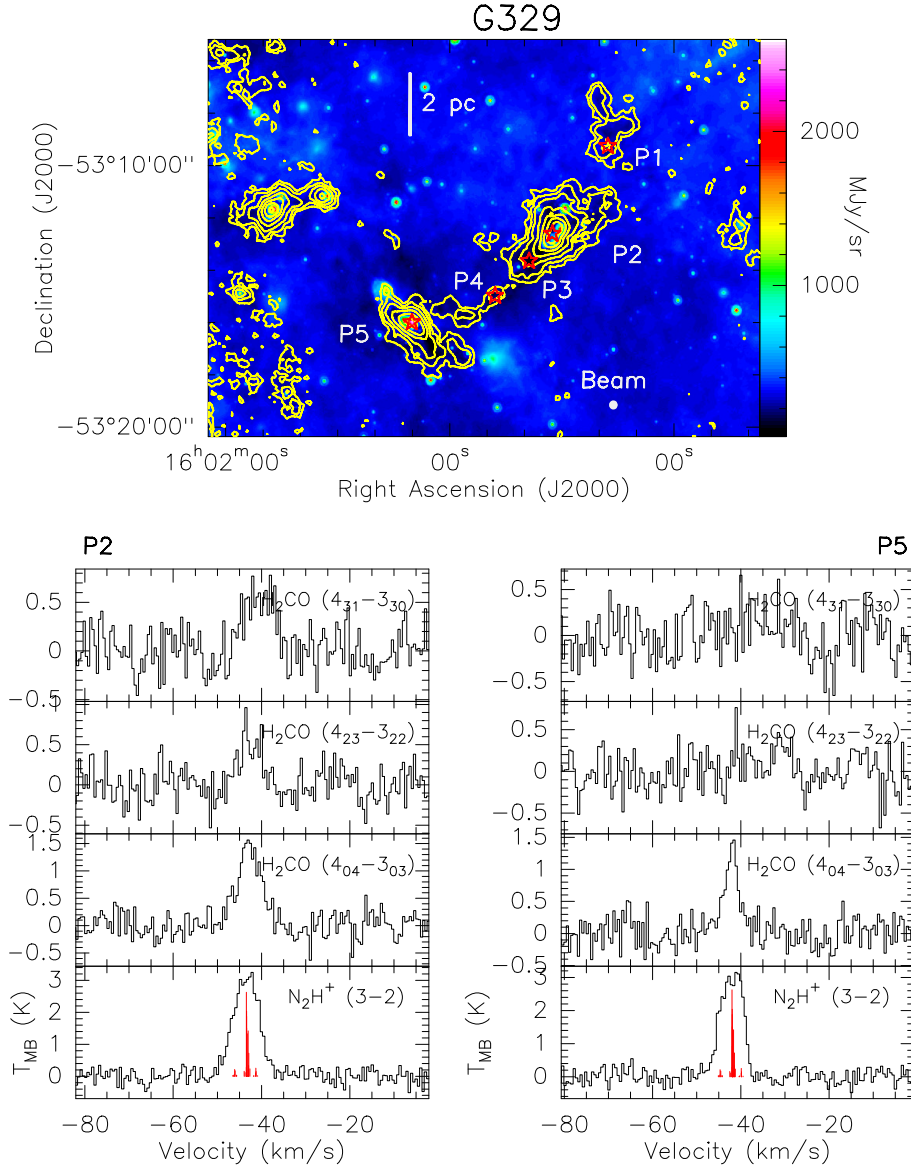 G329
2 pc
P1
P2
P3
P4
P5
Beam
Declination (J2000)
−53°10'00"
−53°20'00"
16ʰ02ᵐ00ˢ 00ˢ 00ˢ
Right Ascension (J2000)
2000
1000
MJy/sr
P2
H₂CO (4₃₁−3₃₀)
0.5
0
−0.5
H₂CO (4₂₃−3₂₂)
0.5
0
−0.5
H₂CO (4₀₄−3₀₃)
1.5
1
0.5
0
−0.5
N₂H⁺ (3−2)
3
2
1
0
T_MB (K)
−80 −60 −40 −20
Velocity (km/s)
P5
H₂CO (4₃₁−3₃₀)
0.5
0
−0.5
H₂CO (4₂₃−3₂₂)
0.5
0
−0.5
H₂CO (4₀₄−3₀₃)
1.5
1
0.5
0
−0.5
N₂H⁺ (3−2)
3
2
1
0
T_MB (K)
−80 −60 −40 −20
Velocity (km/s)